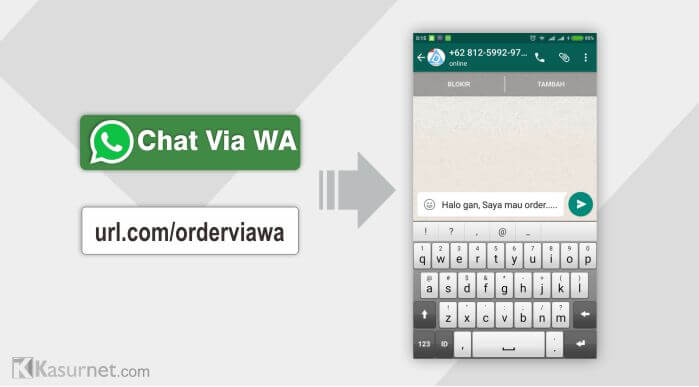 Chat Via WA
url.com/orderviawa
0:15
+62 812-5992-97...
online
BLOKIR
TAMBAH
Halo gan, Saya mau order.....
! ? , @ _
1 2 3 4 5 6 7 8 9 0
q w e r t y u i o p
a s d f g h j k l
z x c v b n m
123 ID , .
Kasurnet.com